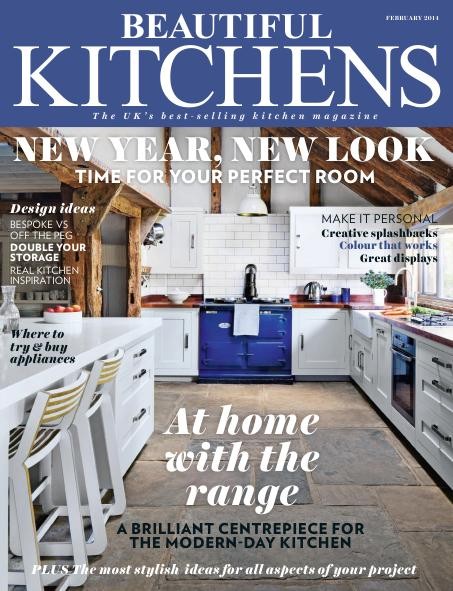 BEAUTIFUL
FEBRUARY 2014
KITCHENS
The UK's best-selling kitchen magazine
NEW YEAR, NEW LOOK
TIME FOR YOUR PERFECT ROOM
Design ideas
BESPOKE VS
OFF THE PEG
DOUBLE YOUR
STORAGE
REAL KITCHEN
INSPIRATION
MAKE IT PERSONAL
Creative splashbacks
Colour that works
Great displays
Where to
try & buy
appliances
At home
with the
range
A BRILLIANT CENTREPIECE FOR
THE MODERN-DAY KITCHEN
PLUS The most stylish ideas for all aspects of your project